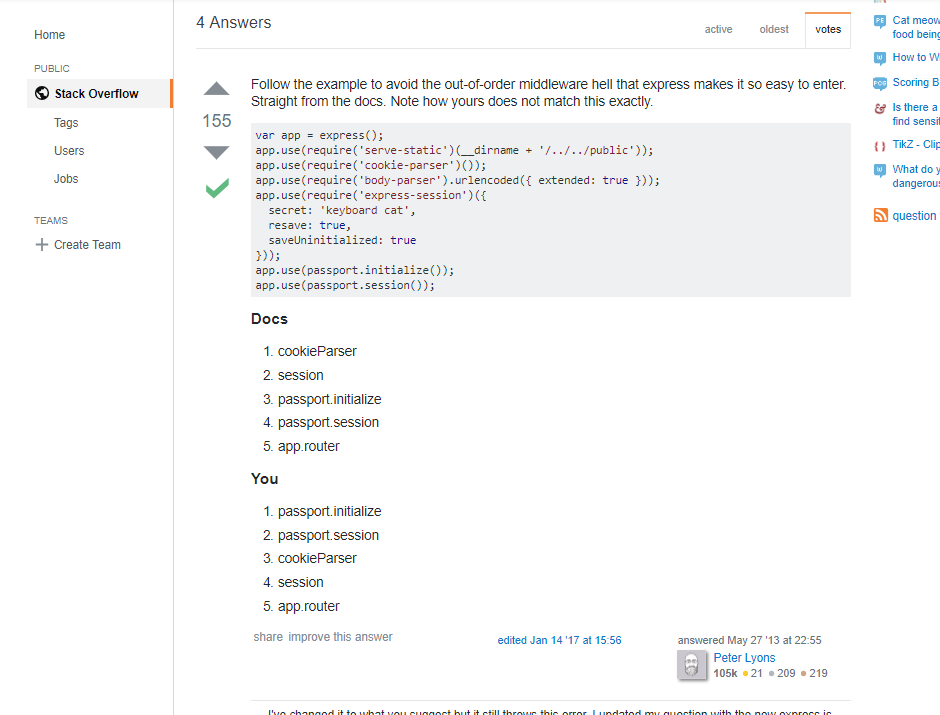 Home
PUBLIC
Stack Overflow
Tags
Users
Jobs
TEAMS
Create Team
4 Answers
active oldest votes
155
Follow the example to avoid the out-of-order middleware hell that express makes it so easy to enter.
Straight from the docs. Note how yours does not match this exactly.
var app = express();
app.use(require('serve-static')(__dirname + '/../../public'));
app.use(require('cookie-parser')());
app.use(require('body-parser').urlencoded({ extended: true }));
app.use(require('express-session')({
  secret: 'keyboard cat',
  resave: true,
  saveUninitialized: true
}));
app.use(passport.initialize());
app.use(passport.session());
Docs
1. cookieParser
2. session
3. passport.initialize
4. passport.session
5. app.router
You
1. passport.initialize
2. passport.session
3. cookieParser
4. session
5. app.router
share improve this answer
edited Jan 14 '17 at 15:56
answered May 27 '13 at 22:55
Peter Lyons
105k 21 209 219
I've changed it to what you suggest but it still throws this error. I updated my question with the new express is
Cat meow
food being
How to W
Scoring B
Is there a
find sensit
TikZ - Clip
What do y
dangerous
question